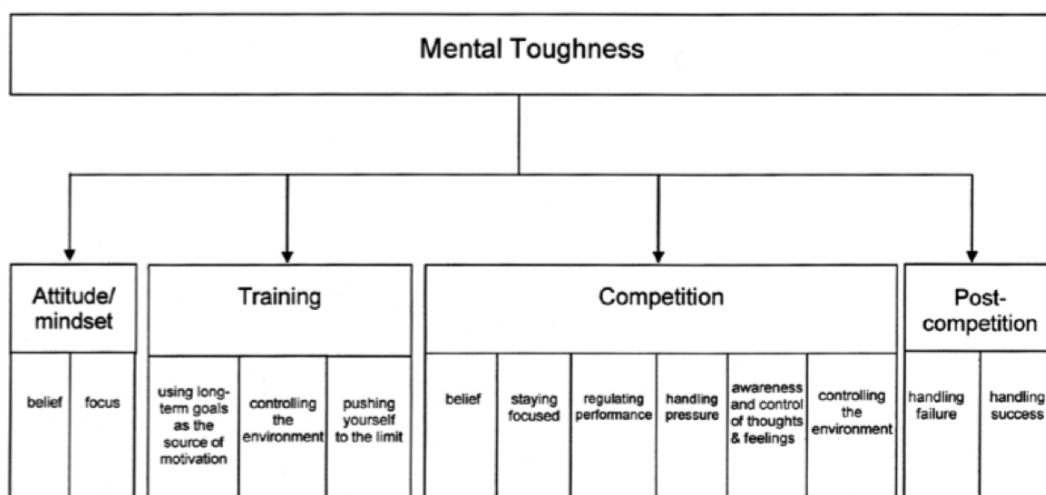 Mental Toughness
Attitude/
mindset
Training
Competition
Post-
competition
belief
focus
using long-
term goals
as the
source of
motivation
controlling
the
environment
pushing
yourself
to the limit
belief
staying
focused
regulating
performance
handling
pressure
awareness
and control
of thoughts
& feelings
controlling
the
environment
handling
failure
handling
success